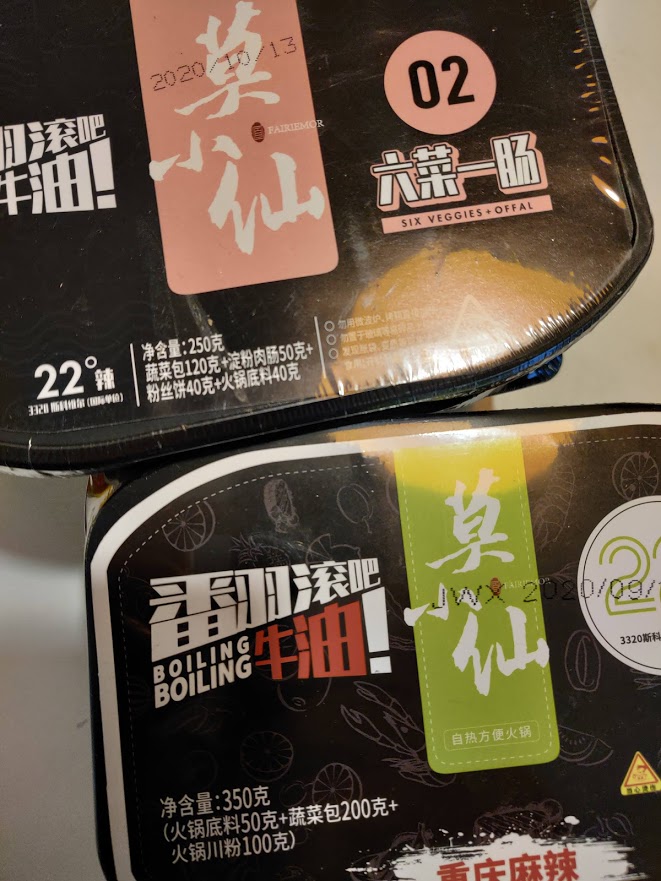 2020/10/13
莫小仙
FAIRIEMOR
02
六菜一肠
SIX VEGGIES+OFFAL
翻滚吧
牛油!
22°辣
3320 斯科维尔 (国际单位)
净含量:250克
蔬菜包120克+淀粉肉肠50克+
粉丝饼40克+火锅底料40克
莫小仙
FAIRIEMOR
JWX 2020/09/
自热方便火锅
翻滚吧
BOILING
BOILING
牛油!
22
3320斯科
净含量:350克
(火锅底料50克+蔬菜包200克+
火锅川粉100克)
重庆麻辣